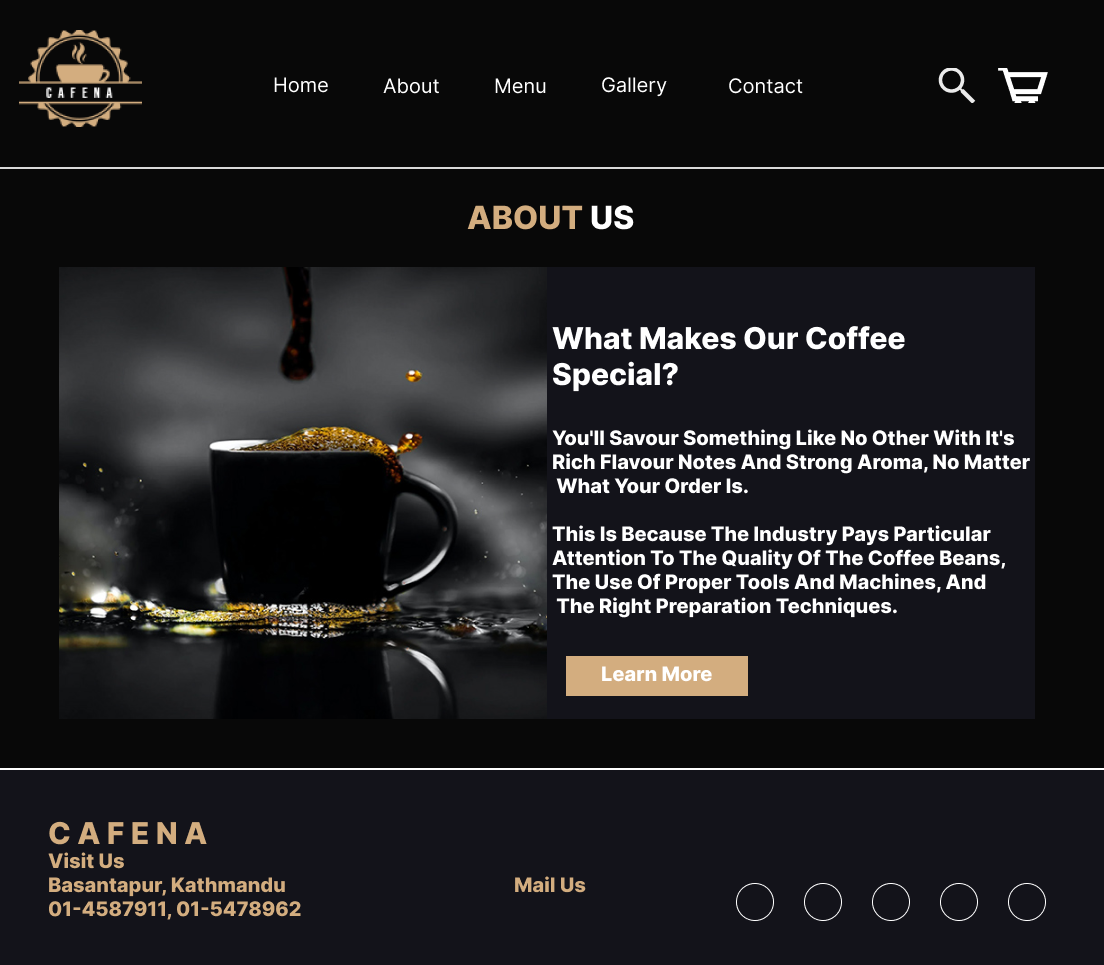 CAFENA
Home
About
Menu
Gallery
Contact
ABOUT US
What Makes Our Coffee
Special?
You'll Savour Something Like No Other With It's
Rich Flavour Notes And Strong Aroma, No Matter
What Your Order Is.
This Is Because The Industry Pays Particular
Attention To The Quality Of The Coffee Beans,
The Use Of Proper Tools And Machines, And
The Right Preparation Techniques.
Learn More
CAFENA
Visit Us
Basantapur, Kathmandu
01-4587911, 01-5478962
Mail Us